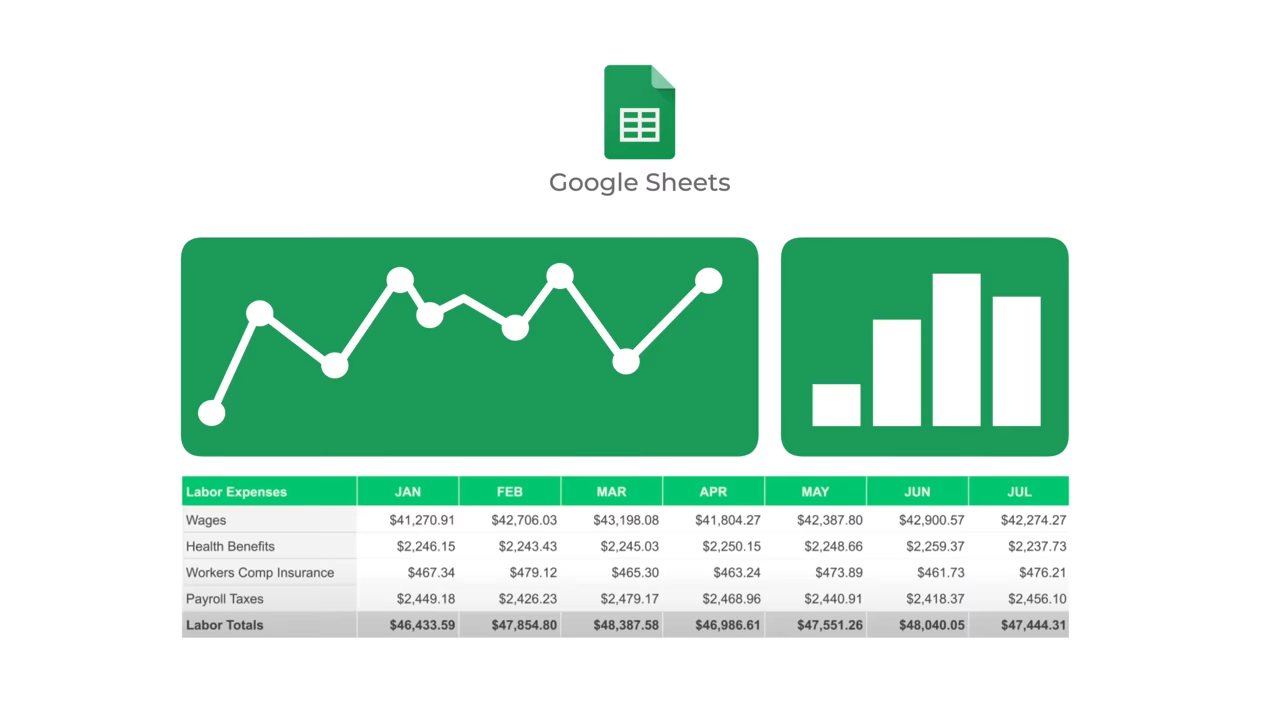 Google Sheets
Labor Expenses JAN FEB MAR APR MAY JUN JUL
Wages $41,270.91 $42,706.03 $43,198.08 $41,804.27 $42,387.80 $42,900.57 $42,274.27
Health Benefits $2,246.15 $2,243.43 $2,245.03 $2,250.15 $2,248.66 $2,259.37 $2,237.73
Workers Comp Insurance $467.34 $479.12 $465.30 $463.24 $473.89 $461.73 $476.21
Payroll Taxes $2,449.18 $2,426.23 $2,479.17 $2,468.96 $2,440.91 $2,418.37 $2,456.10
Labor Totals $46,433.59 $47,854.80 $48,387.58 $46,986.61 $47,551.26 $48,040.05 $47,444.31